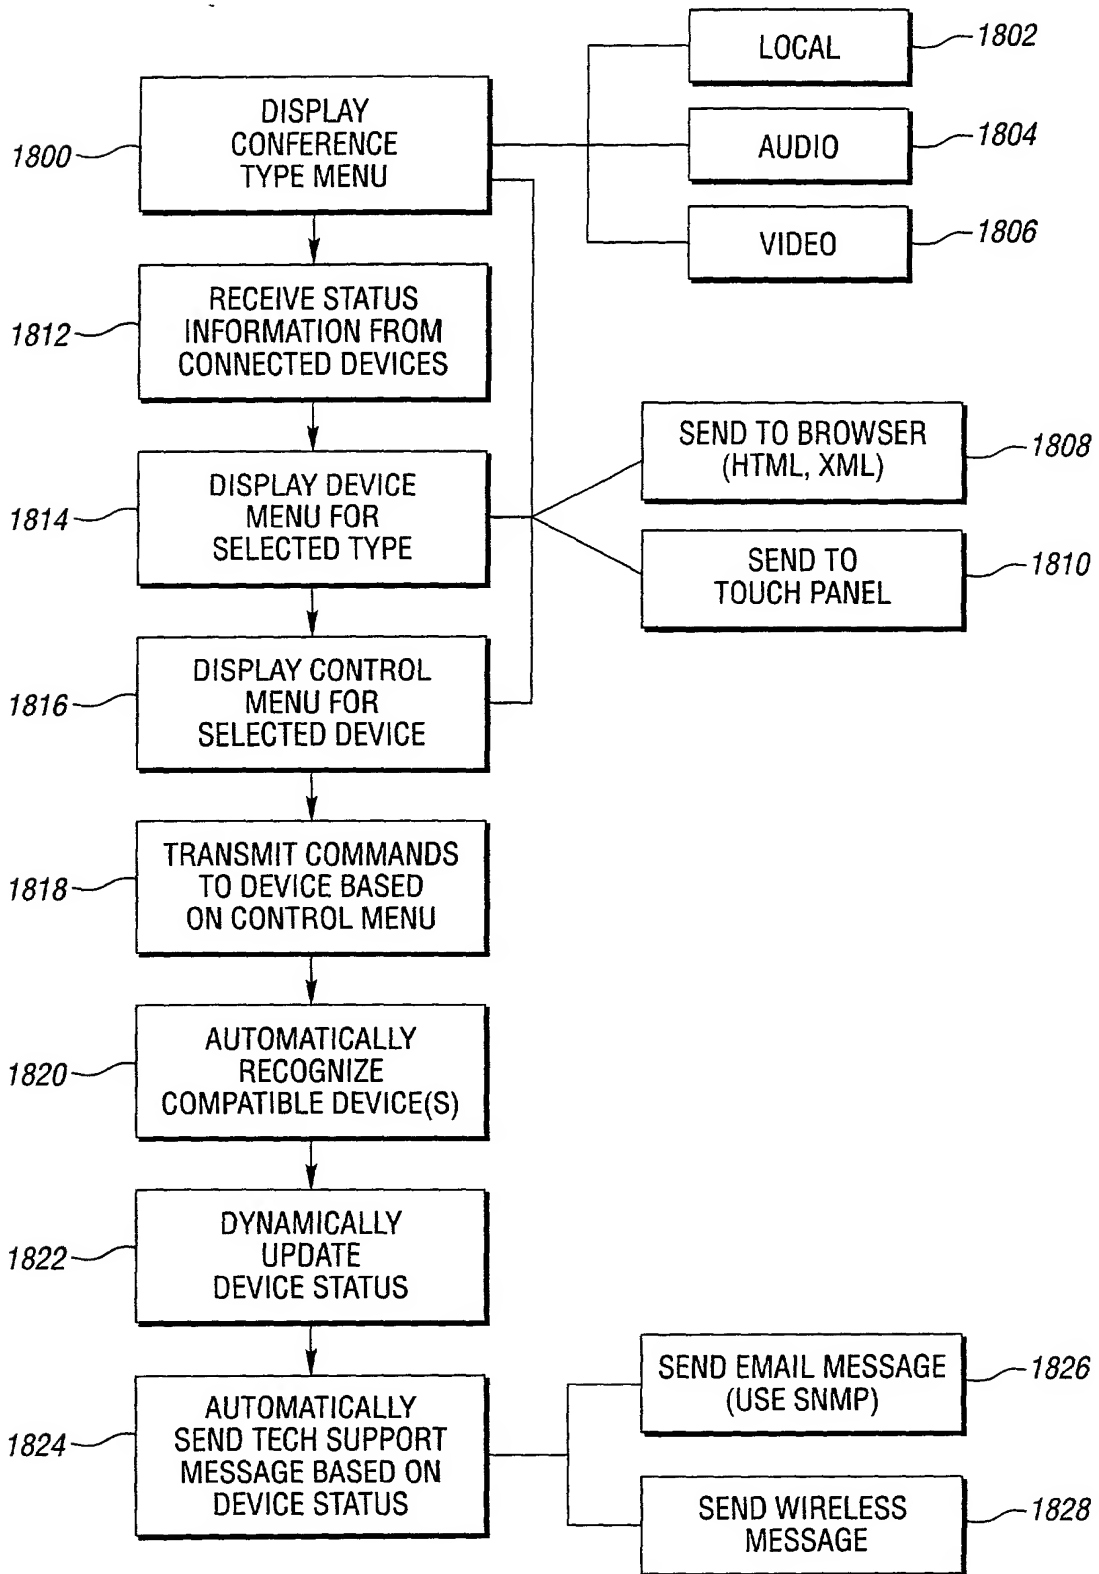 LOCAL
1802
DISPLAY
CONFERENCE
TYPE MENU
1800
AUDIO
1804
VIDEO
1806
RECEIVE STATUS
INFORMATION FROM
CONNECTED DEVICES
1812
SEND TO BROWSER
(HTML, XML)
1808
DISPLAY DEVICE
MENU FOR
SELECTED TYPE
1814
SEND TO
TOUCH PANEL
1810
DISPLAY CONTROL
MENU FOR
SELECTED DEVICE
1816
TRANSMIT COMMANDS
TO DEVICE BASED
ON CONTROL MENU
1818
AUTOMATICALLY
RECOGNIZE
COMPATIBLE DEVICE(S)
1820
DYNAMICALLY
UPDATE
DEVICE STATUS
1822
AUTOMATICALLY
SEND TECH SUPPORT
MESSAGE BASED ON
DEVICE STATUS
1824
SEND EMAIL MESSAGE
(USE SNMP)
1826
SEND WIRELESS
MESSAGE
1828